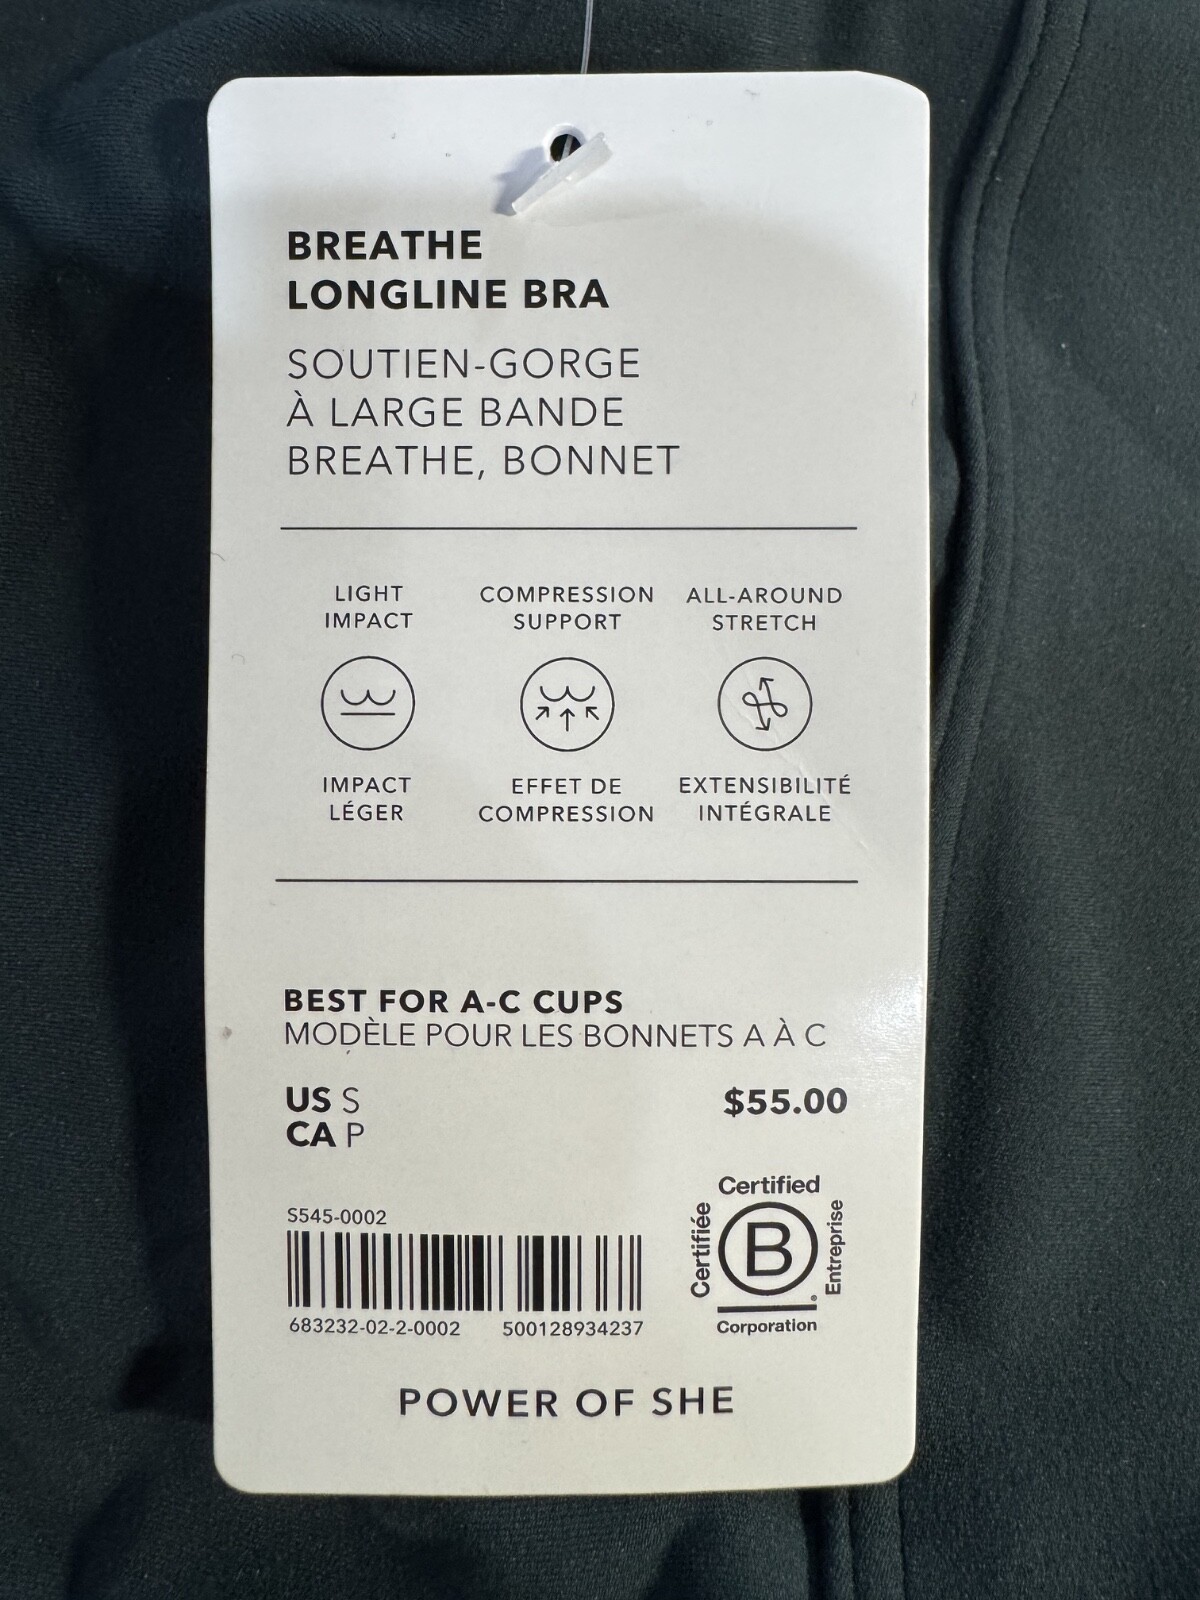 BREATHE
LONGLINE BRA
SOUTIEN-GORGE
À LARGE BANDE
BREATHE, BONNET
LIGHT
IMPACT
COMPRESSION
SUPPORT
ALL-AROUND
STRETCH
IMPACT
LÉGER
EFFET DE
COMPRESSION
EXTENSIBILITÉ
INTÉGRALE
BEST FOR A-C CUPS
MODÈLE POUR LES BONNETS A À C
US S
CA P
$55.00
S545-0002
683232-02-2-0002 500128934237
Certified
Certifiée
B
Entreprise
Corporation
POWER OF SHE